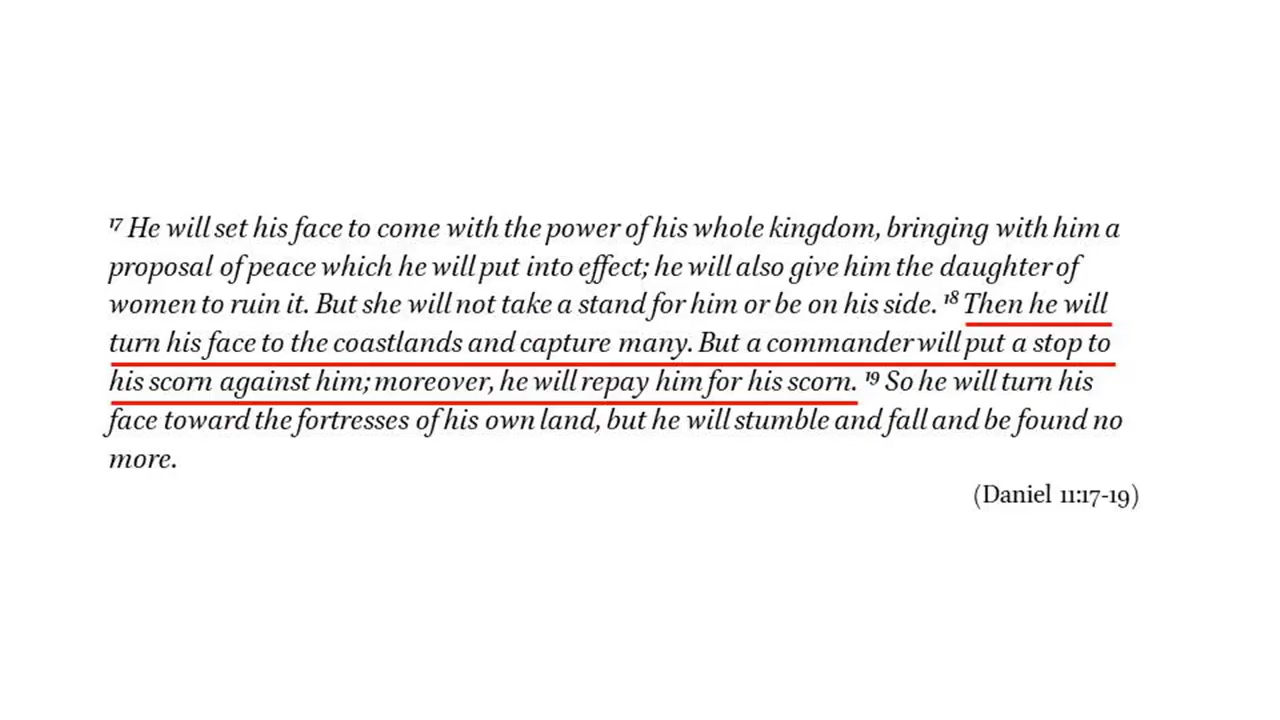 ¹⁷ He will set his face to come with the power of his whole kingdom, bringing with him a
proposal of peace which he will put into effect; he will also give him the daughter of
women to ruin it. But she will not take a stand for him or be on his side. ¹⁸ Then he will
turn his face to the coastlands and capture many. But a commander will put a stop to
his scorn against him; moreover, he will repay him for his scorn. ¹⁹ So he will turn his
face toward the fortresses of his own land, but he will stumble and fall and be found no
more.
(Daniel 11:17-19)